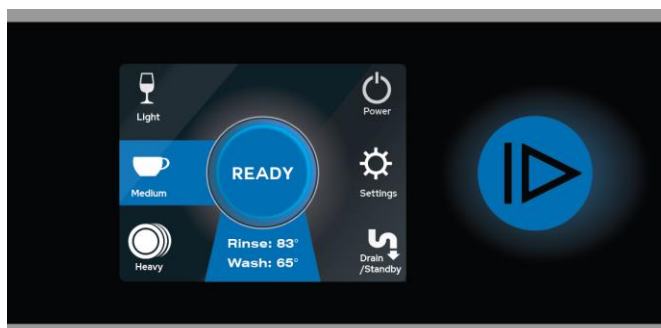 Light
Power
READY
Medium
Settings
Rinse: 83°
Wash: 65°
Heavy
Drain
/Standby